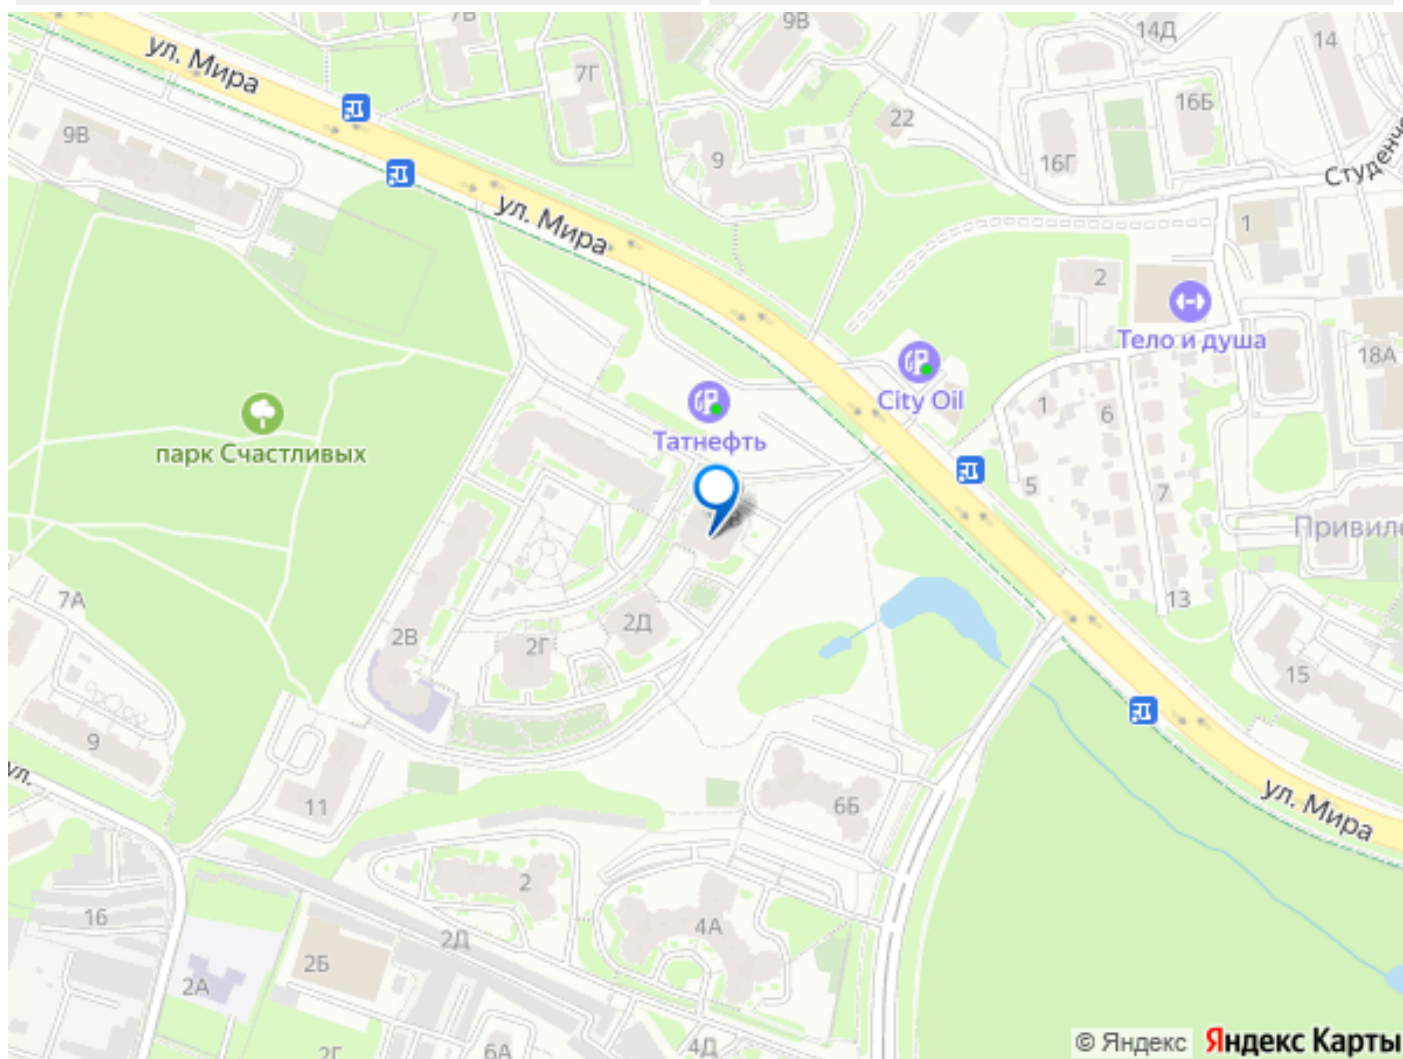 7В
9В
14Д
14
ул. Мира
7Г
16Б
9В
22
9
16Г
ул. Мира
1
2
Тело и душа
18А
City Oil
1
6
парк Счастливых
Татнефть
5
7
Привил
7А
13
2В
2Г
2Д
15
9
ул.
11
6Б
ул. Мира
2
16
4А
2Д
2Б
2А
6А
4Д
© Яндекс
Яндекс Карты